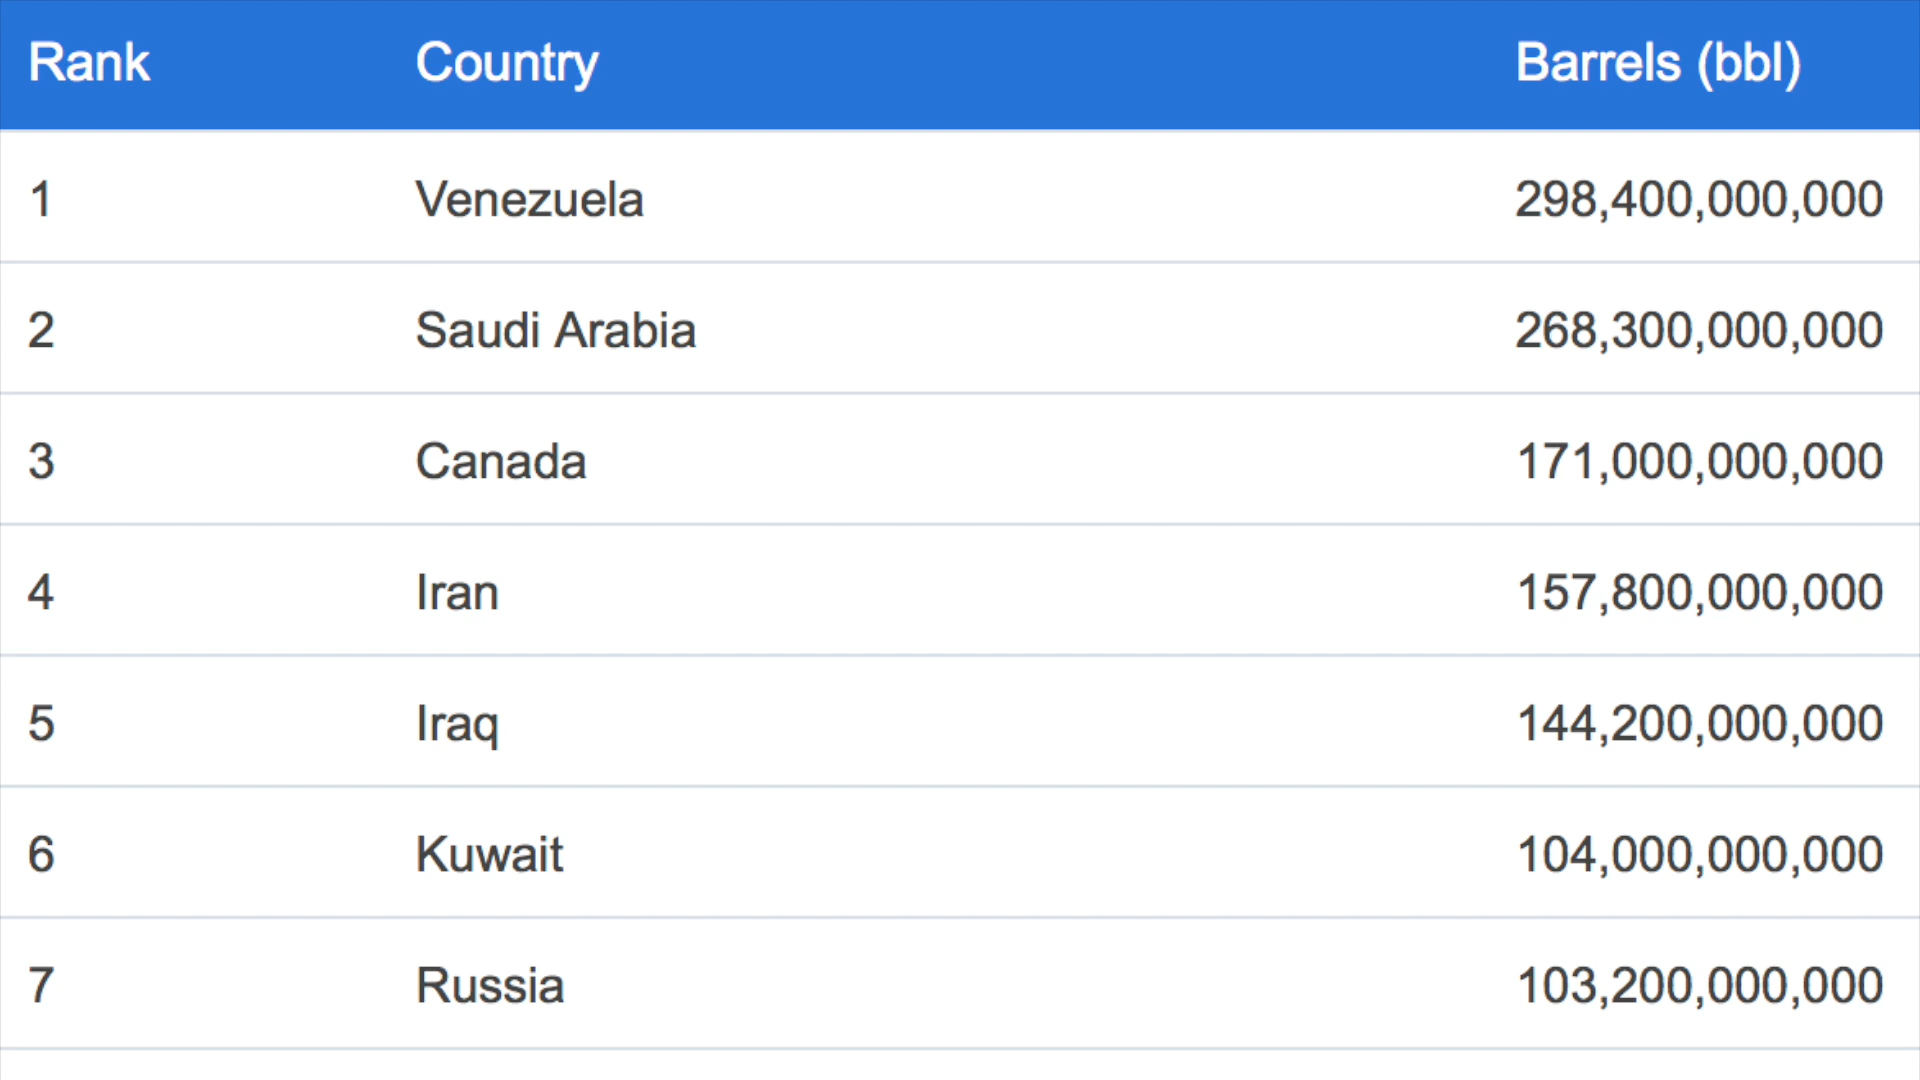 Rank Country Barrels (bbl)
1 Venezuela 298,400,000,000
2 Saudi Arabia 268,300,000,000
3 Canada 171,000,000,000
4 Iran 157,800,000,000
5 Iraq 144,200,000,000
6 Kuwait 104,000,000,000
7 Russia 103,200,000,000